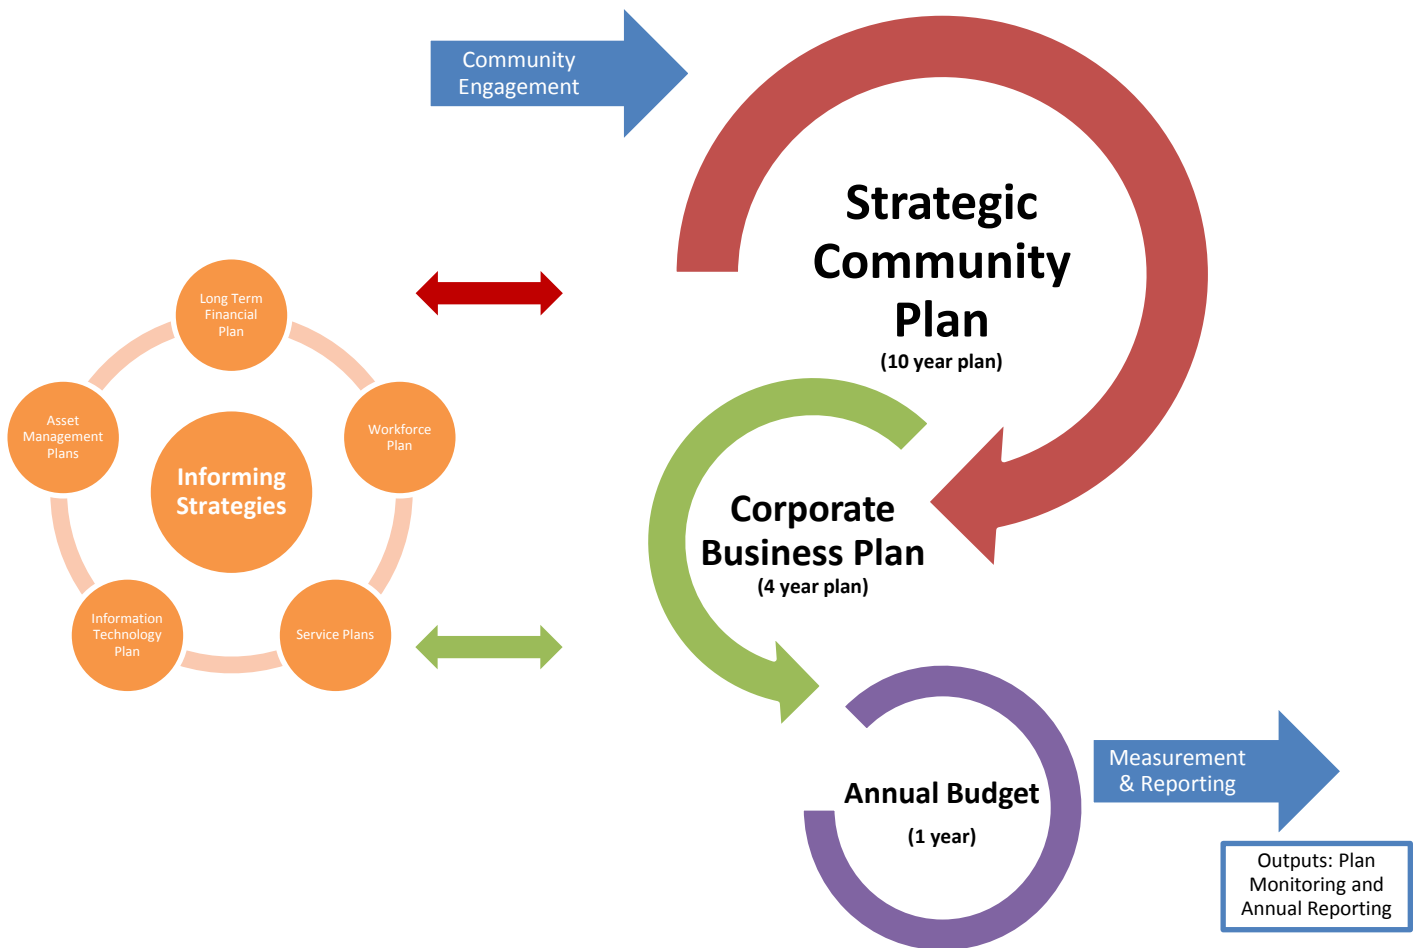 Community
Engagement
Strategic
Community
Plan
(10 year plan)
Long Term
Financial
Plan
Asset
Management
Plans
Workforce
Plan
Informing
Strategies
Information
Technology
Plan
Service Plans
Corporate
Business Plan
(4 year plan)
Annual Budget
(1 year)
Measurement
& Reporting
Outputs: Plan
Monitoring and
Annual Reporting